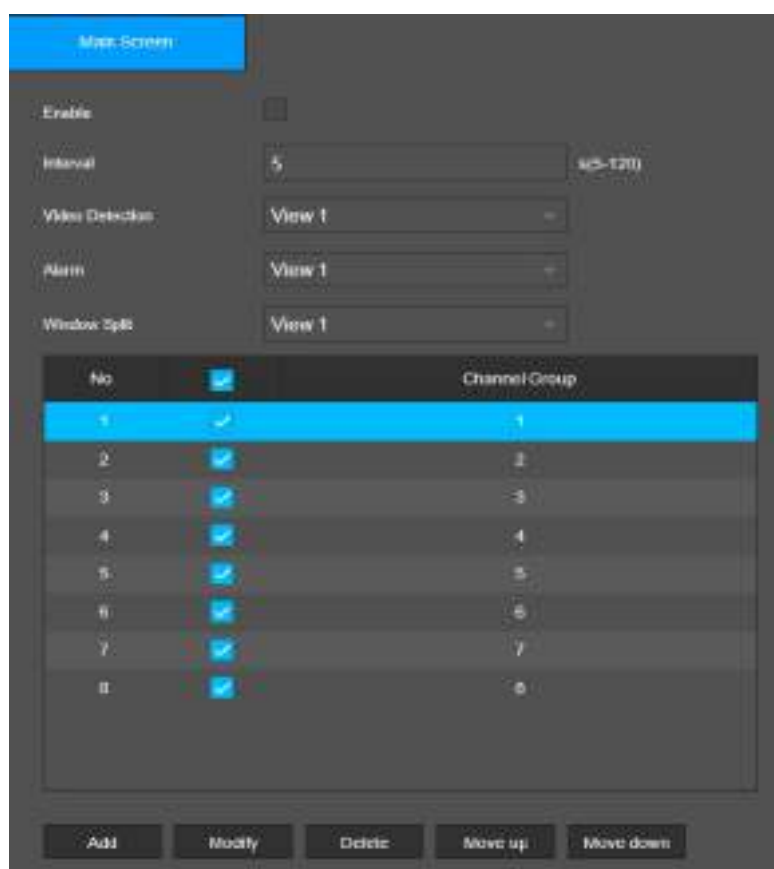 Main Screen
Enable
Interval 5 s(5-120)
Video Detection View 1
Alarm View 1
Window Split View 1
No Channel Group
1 1
2 2
3 3
4 4
5 5
6 6
7 7
8 8
Add Modify Delete Move up Move down